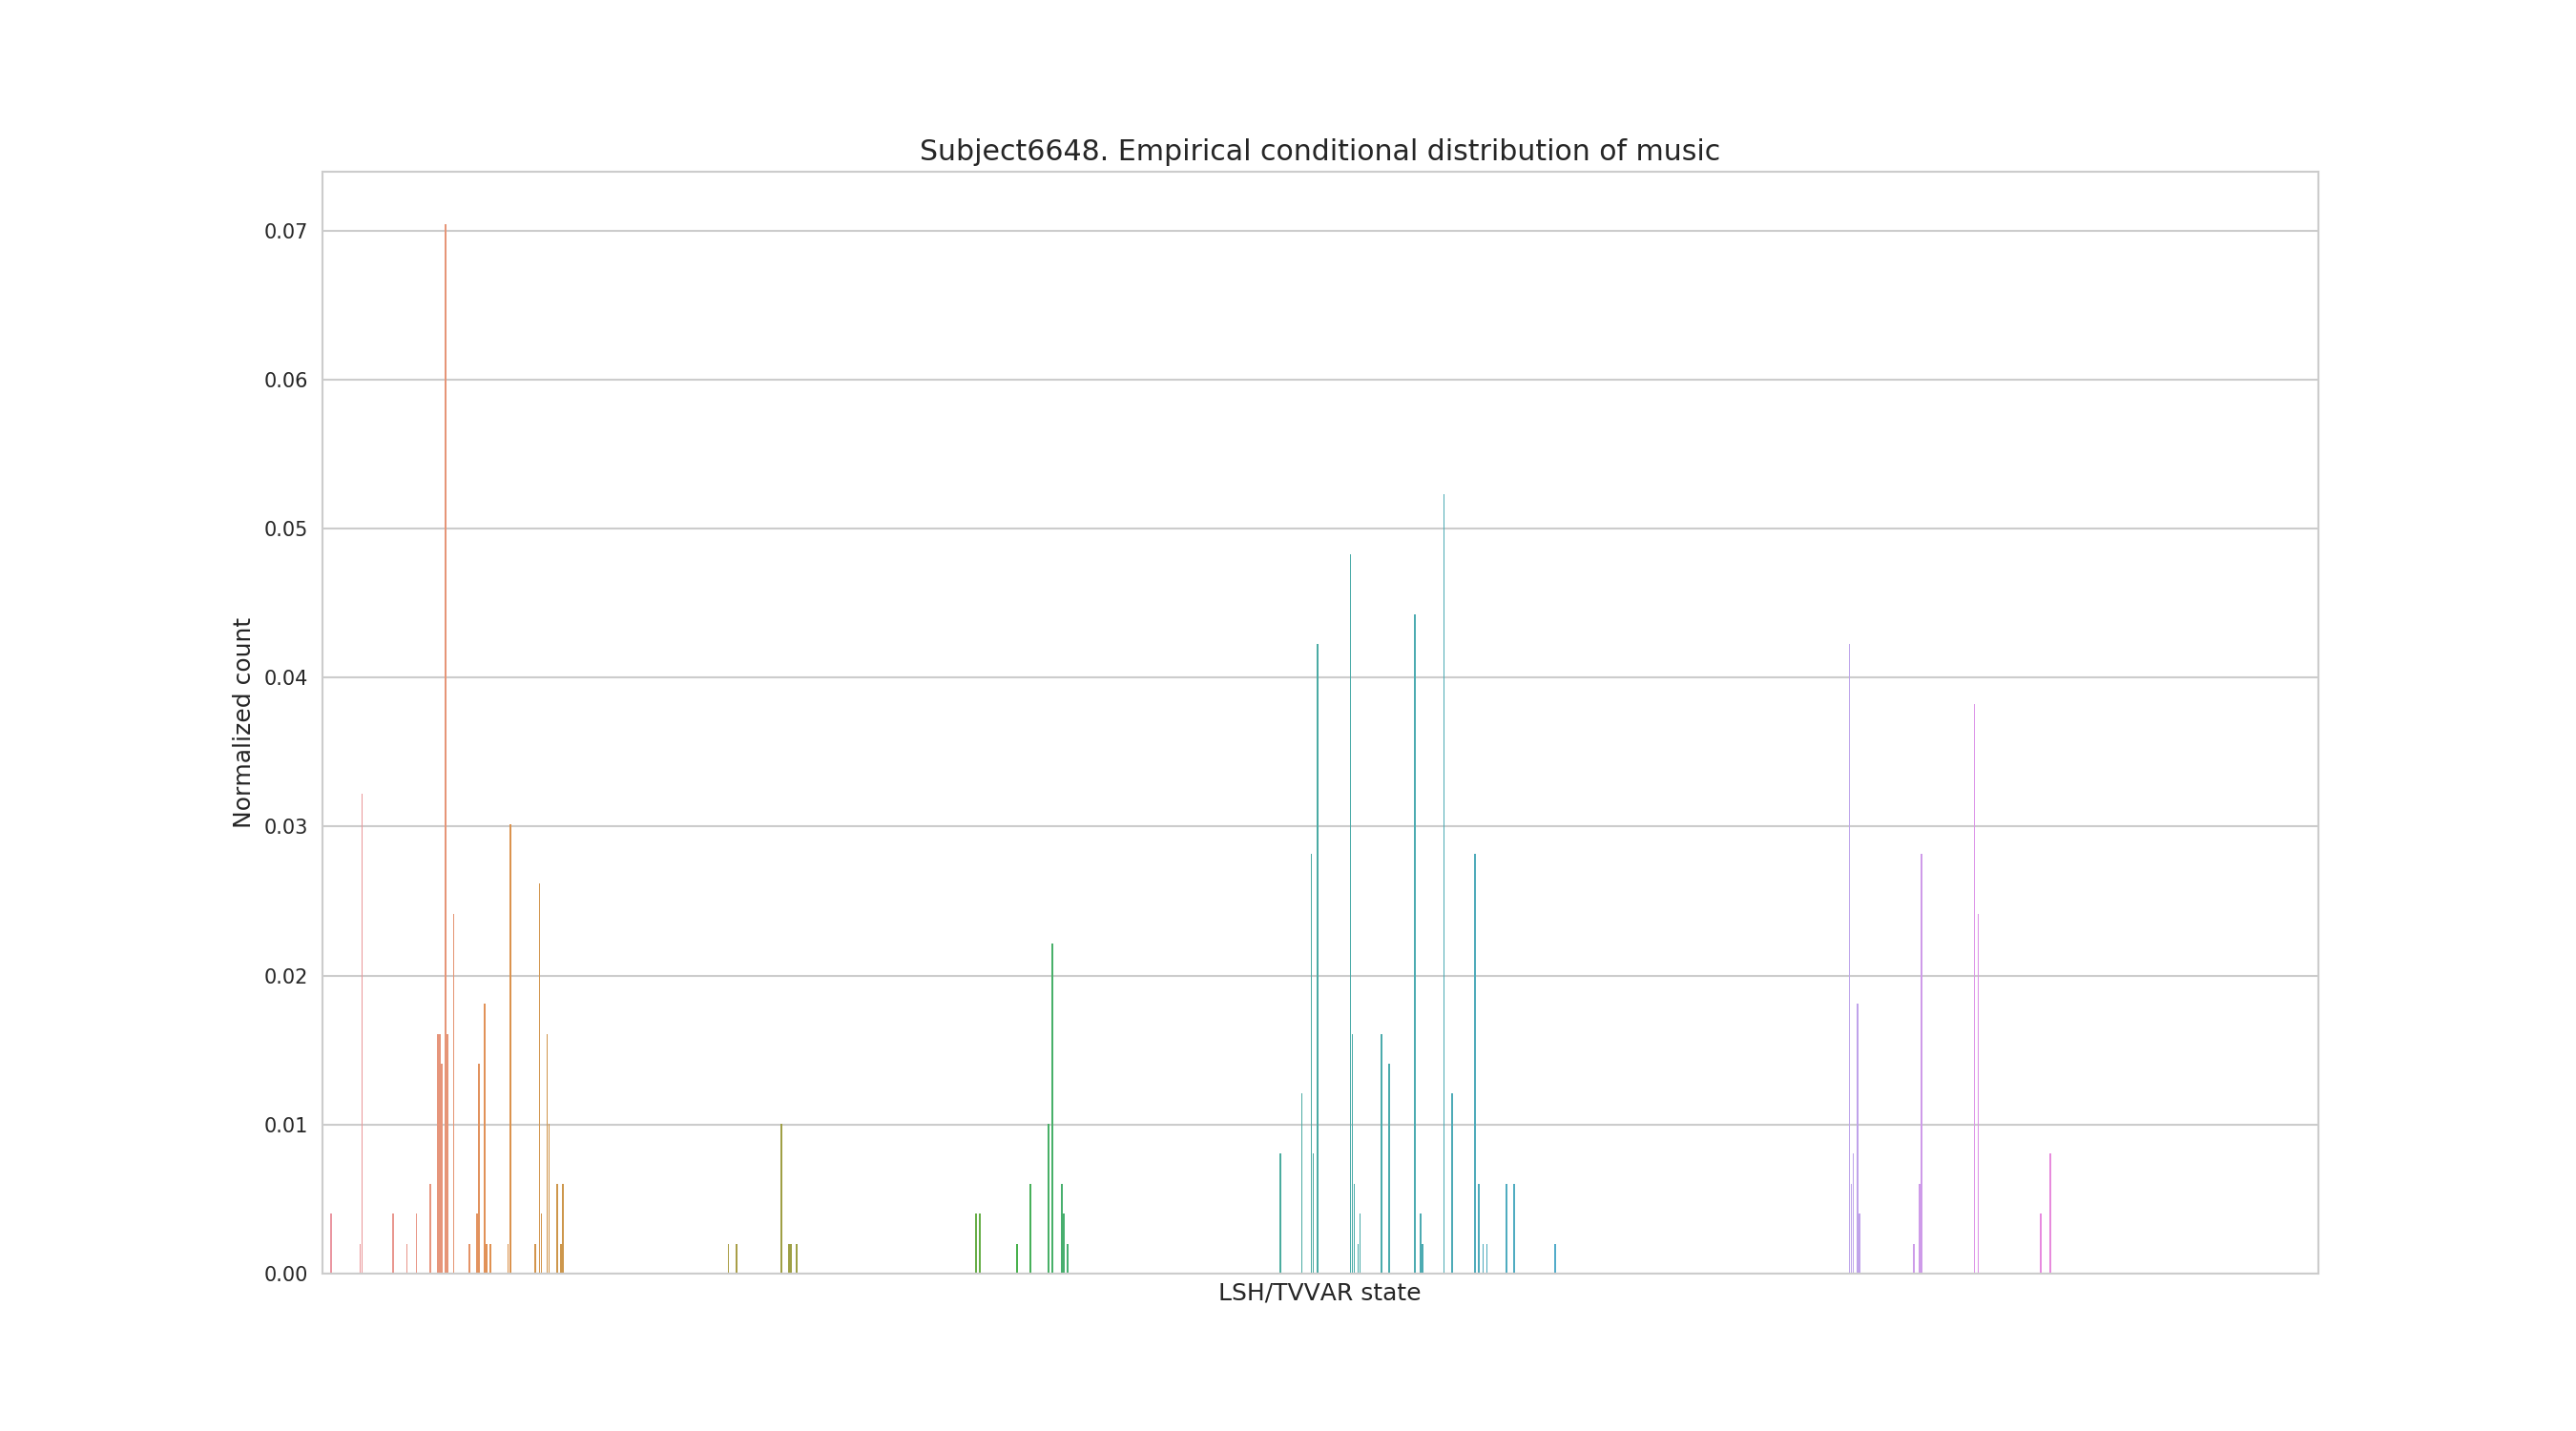 Subject6648. Empirical conditional distribution of music
0.07
0.06
0.05
0.04
0.03
0.02
0.01
0.00
Normalized count
LSH/TVVAR state